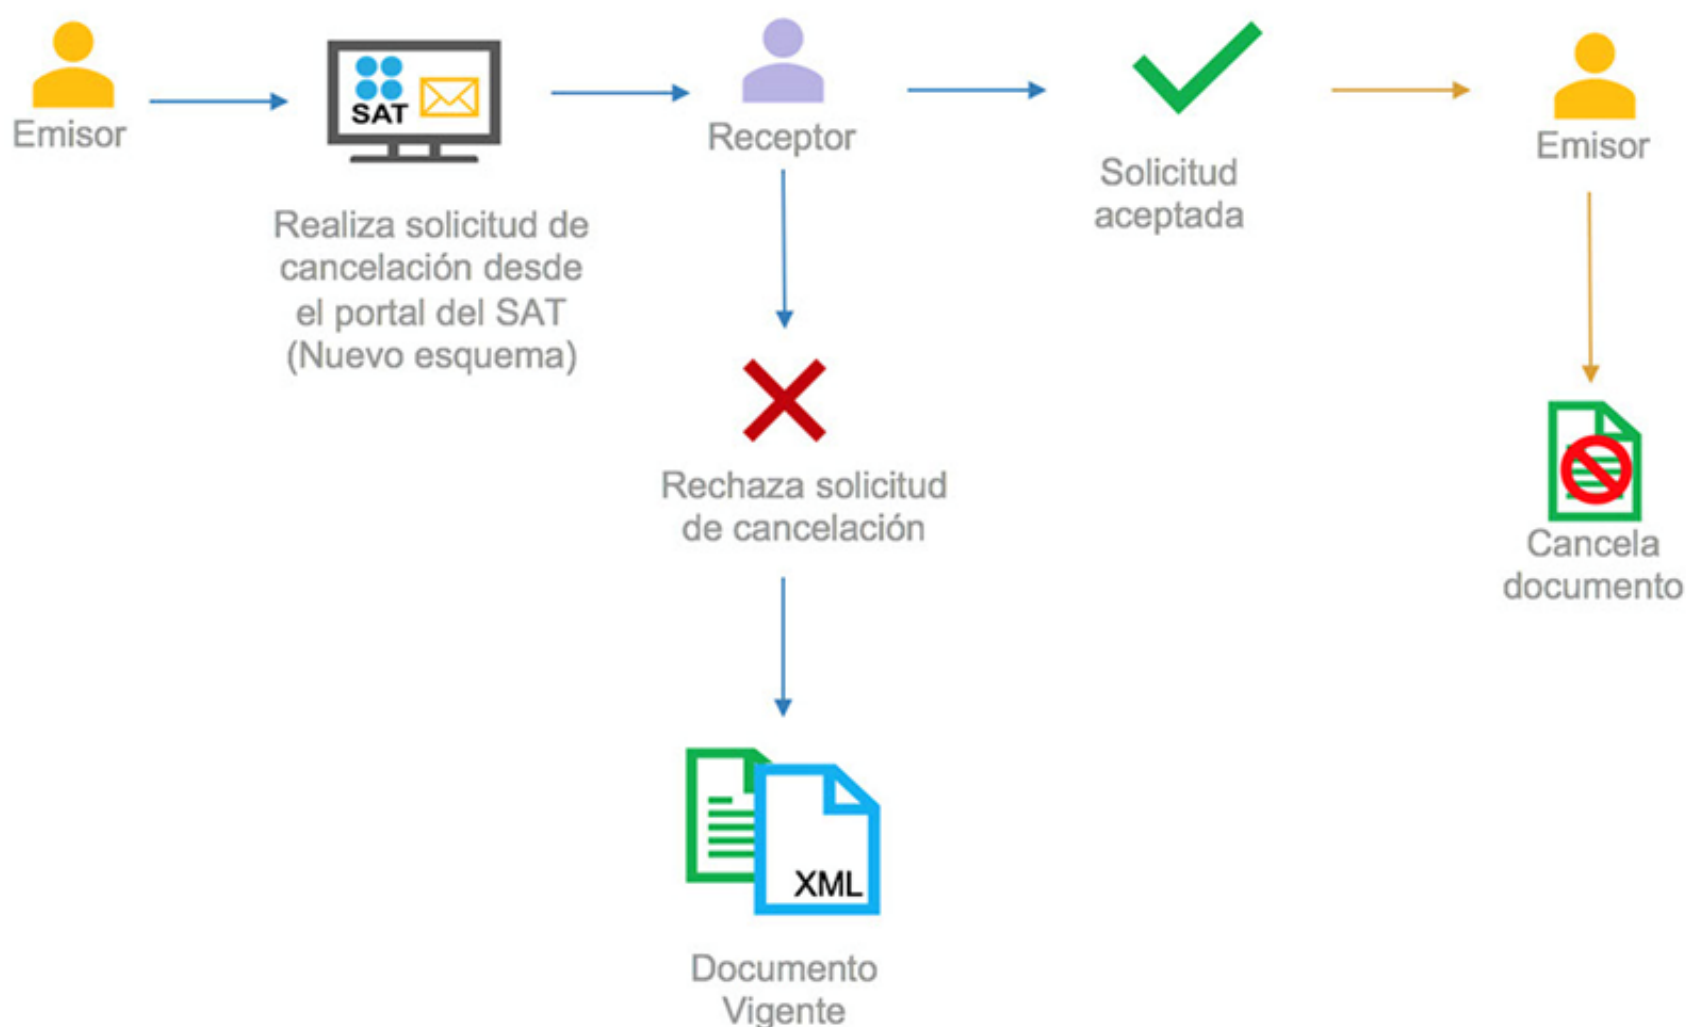 Emisor
SAT
Realiza solicitud de
cancelación desde
el portal del SAT
(Nuevo esquema)
Receptor
Solicitud
aceptada
Emisor
Rechaza solicitud
de cancelación
Cancela
documento
XML
Documento
Vigente